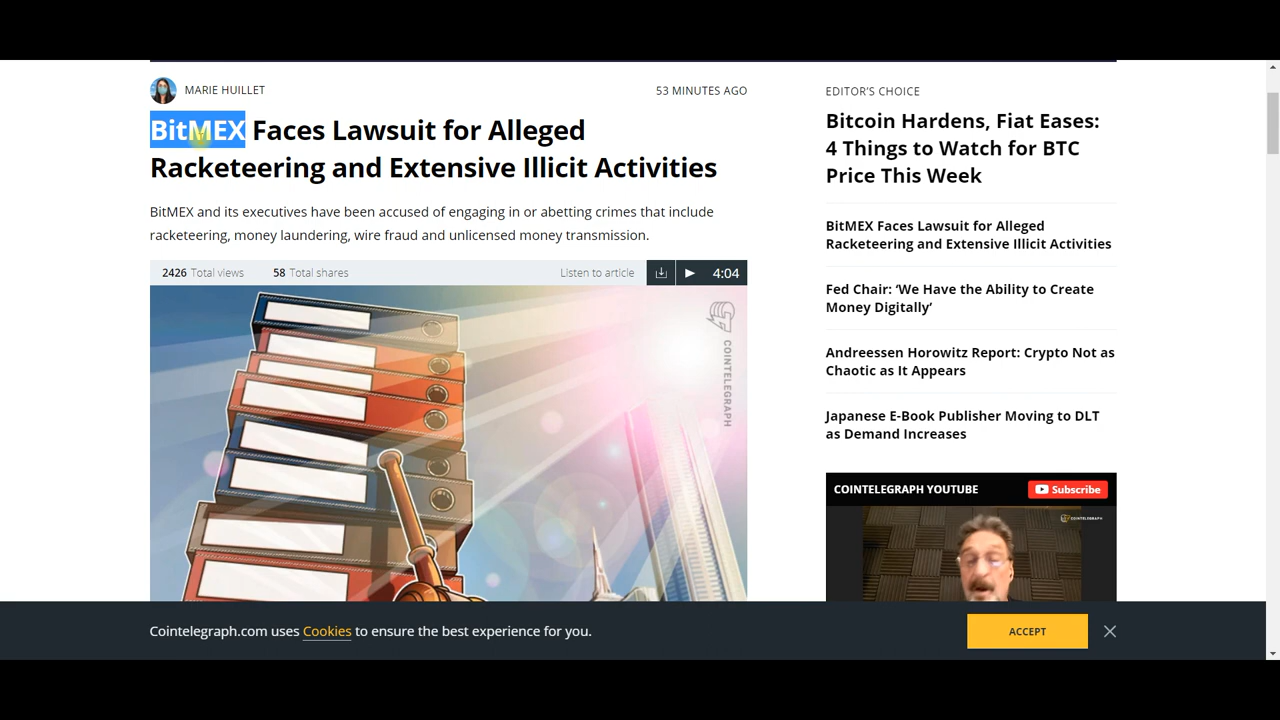 MARIE HUILLET
53 MINUTES AGO
BitMEX Faces Lawsuit for Alleged
Racketeering and Extensive Illicit Activities
BitMEX and its executives have been accused of engaging in or abetting crimes that include
racketeering, money laundering, wire fraud and unlicensed money transmission.
2426 Total views
58 Total shares
Listen to article
4:04
COINTELEGRAPH
EDITOR'S CHOICE
Bitcoin Hardens, Fiat Eases:
4 Things to Watch for BTC
Price This Week
BitMEX Faces Lawsuit for Alleged
Racketeering and Extensive Illicit Activities
Fed Chair: ‘We Have the Ability to Create
Money Digitally’
Andreessen Horowitz Report: Crypto Not as
Chaotic as It Appears
Japanese E-Book Publisher Moving to DLT
as Demand Increases
COINTELEGRAPH YOUTUBE
Subscribe
COINTELEGRAPH
Cointelegraph.com uses Cookies to ensure the best experience for you.
ACCEPT